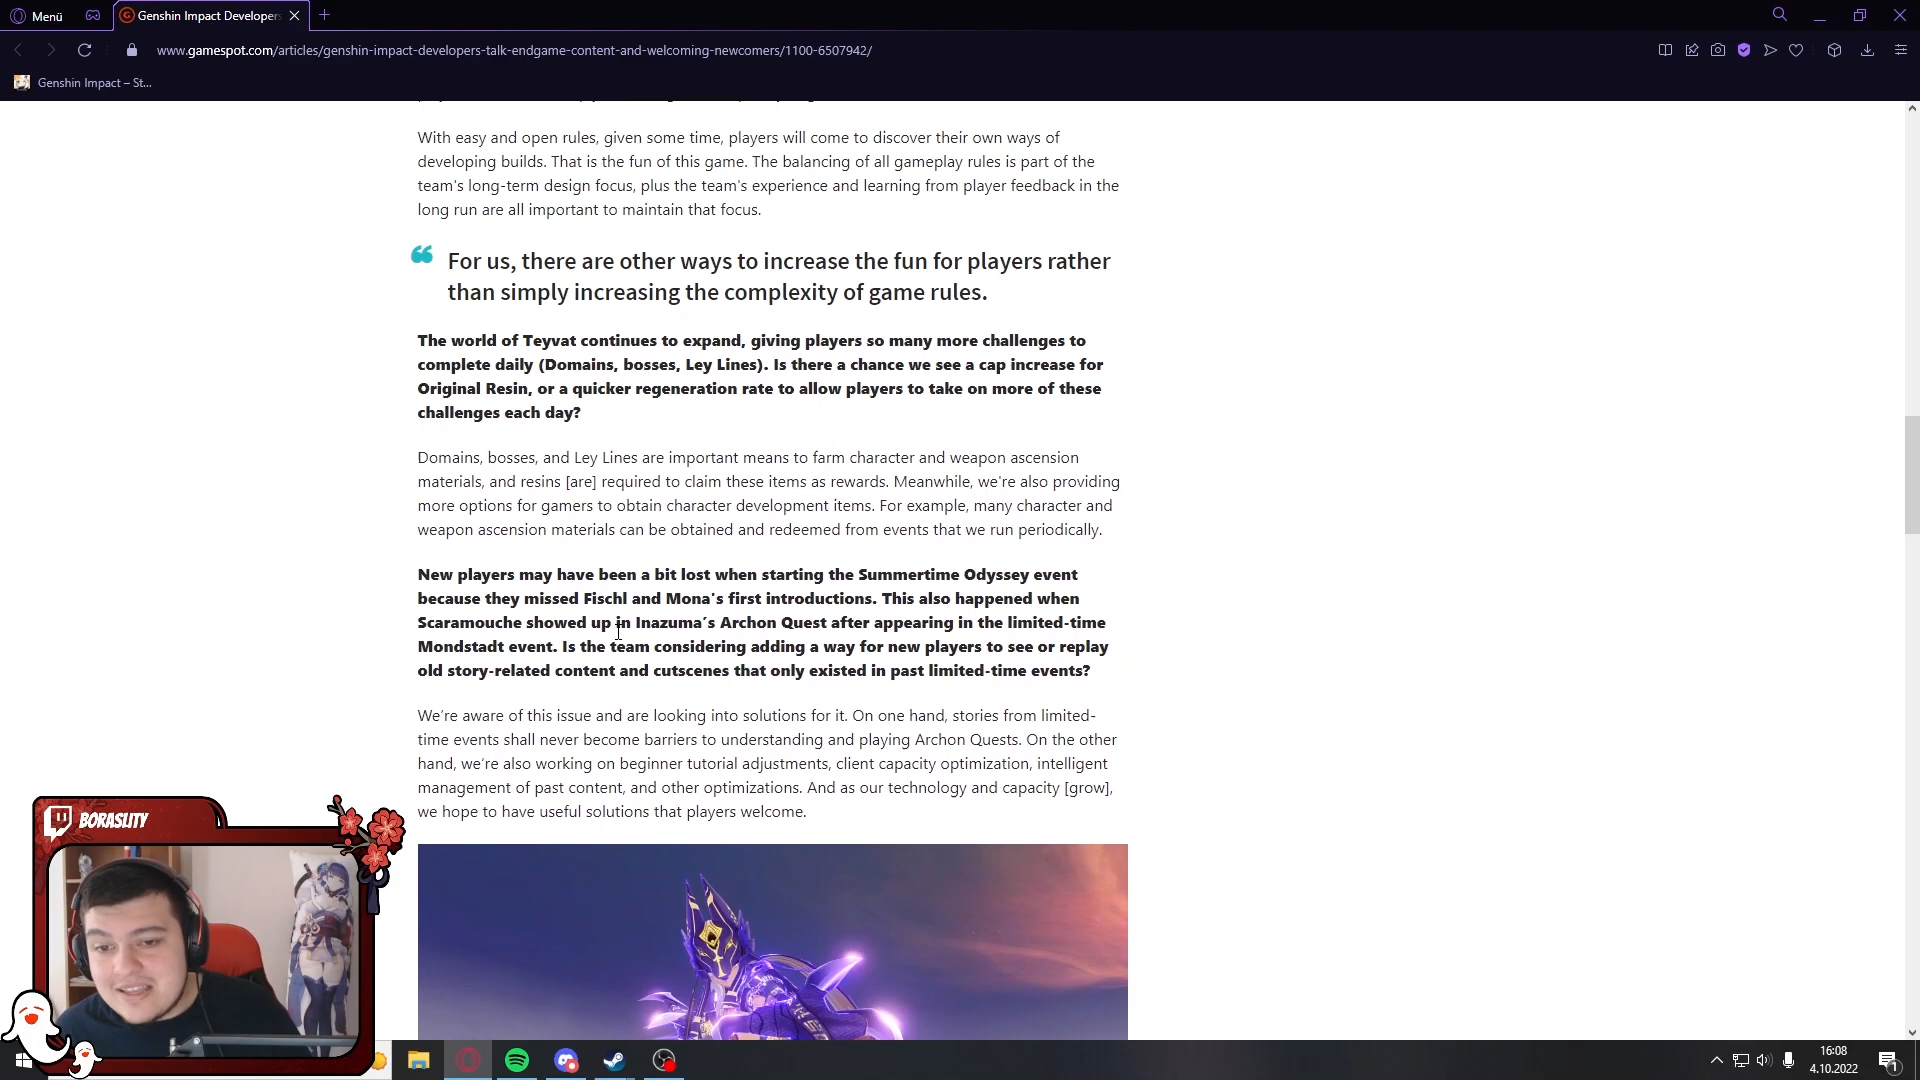 Menü
Genshin Impact Developers
www.gamespot.com/articles/genshin-impact-developers-talk-endgame-content-and-welcoming-newcomers/1100-6507942/
Genshin Impact – St...
With easy and open rules, given some time, players will come to discover their own ways of
developing builds. That is the fun of this game. The balancing of all gameplay rules is part of the
team's long-term design focus, plus the team's experience and learning from player feedback in the
long run are all important to maintain that focus.
❝ For us, there are other ways to increase the fun for players rather
than simply increasing the complexity of game rules.
The world of Teyvat continues to expand, giving players so many more challenges to
complete daily (Domains, bosses, Ley Lines). Is there a chance we see a cap increase for
Original Resin, or a quicker regeneration rate to allow players to take on more of these
challenges each day?
Domains, bosses, and Ley Lines are important means to farm character and weapon ascension
materials, and resins [are] required to claim these items as rewards. Meanwhile, we're also providing
more options for gamers to obtain character development items. For example, many character and
weapon ascension materials can be obtained and redeemed from events that we run periodically.
New players may have been a bit lost when starting the Summertime Odyssey event
because they missed Fischl and Mona's first introductions. This also happened when
Scaramouche showed up in Inazuma's Archon Quest after appearing in the limited-time
Mondstadt event. Is the team considering adding a way for new players to see or replay
old story-related content and cutscenes that only existed in past limited-time events?
We're aware of this issue and are looking into solutions for it. On one hand, stories from limited-
time events shall never become barriers to understanding and playing Archon Quests. On the other
hand, we're also working on beginner tutorial adjustments, client capacity optimization, intelligent
management of past content, and other optimizations. And as our technology and capacity [grow],
we hope to have useful solutions that players welcome.
BORASLITY
16:08
4.10.2022
1